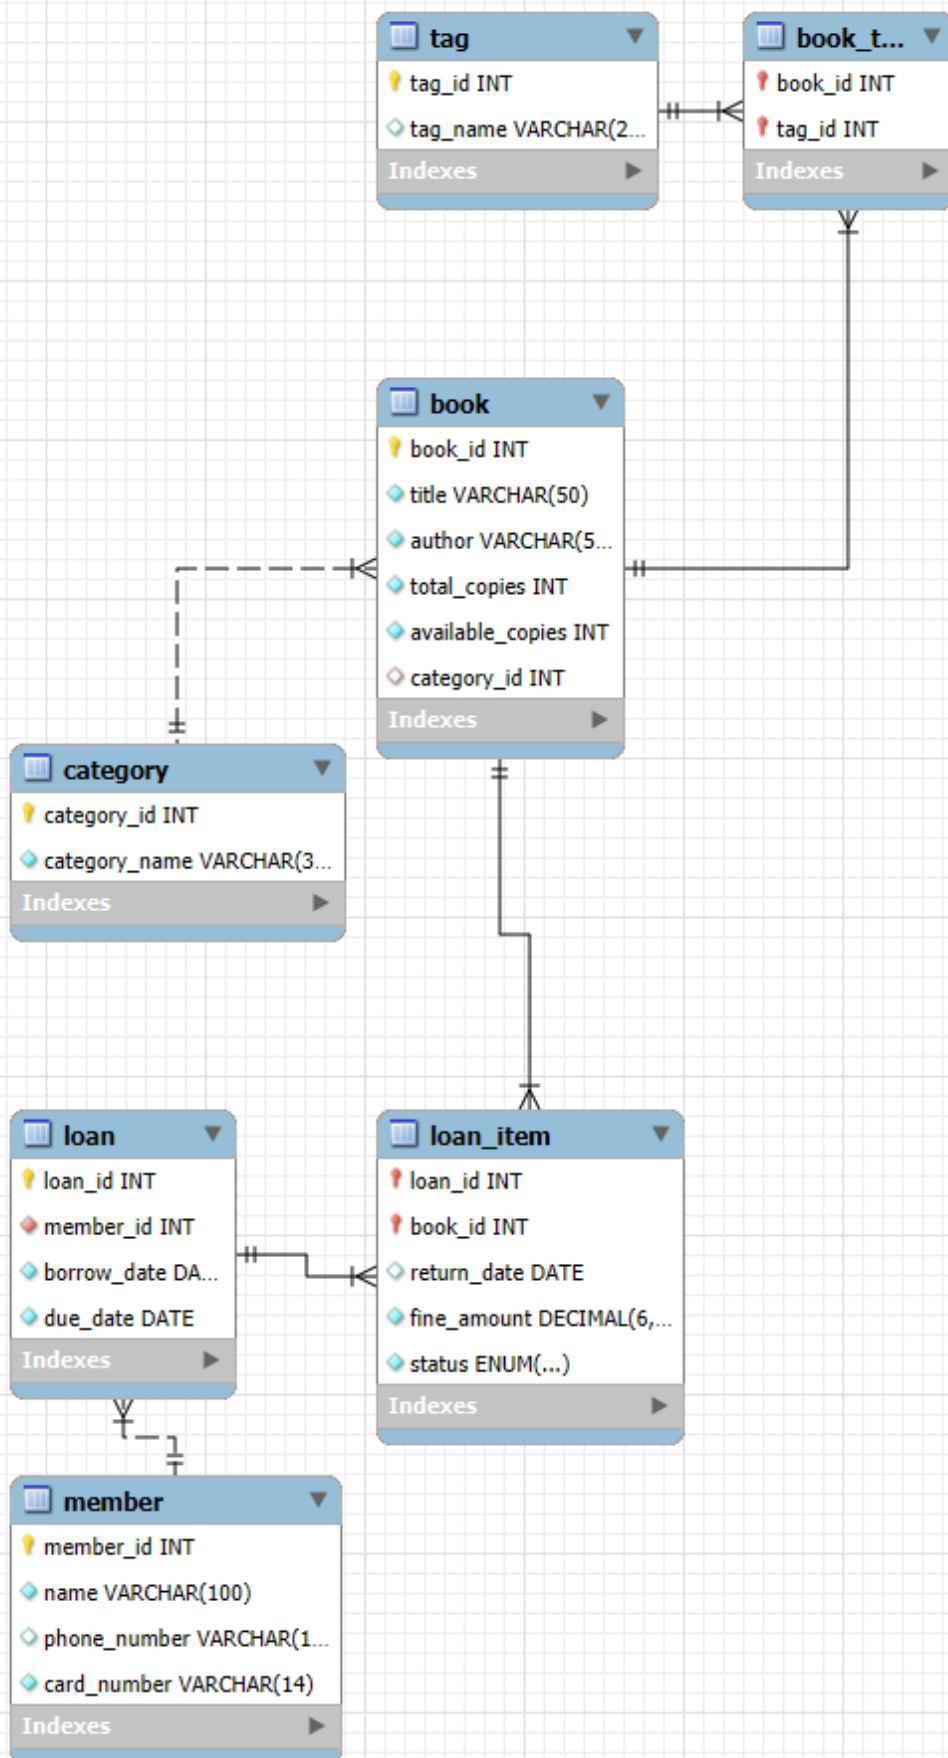 tag
tag_id INT
tag_name VARCHAR(2...
Indexes
book_t...
book_id INT
tag_id INT
Indexes
book
book_id INT
title VARCHAR(50)
author VARCHAR(5...
total_copies INT
available_copies INT
category_id INT
Indexes
category
category_id INT
category_name VARCHAR(3...
Indexes
loan
loan_id INT
member_id INT
borrow_date DA...
due_date DATE
Indexes
loan_item
loan_id INT
book_id INT
return_date DATE
fine_amount DECIMAL(6,...
status ENUM(...)
Indexes
member
member_id INT
name VARCHAR(100)
phone_number VARCHAR(1...
card_number VARCHAR(14)
Indexes